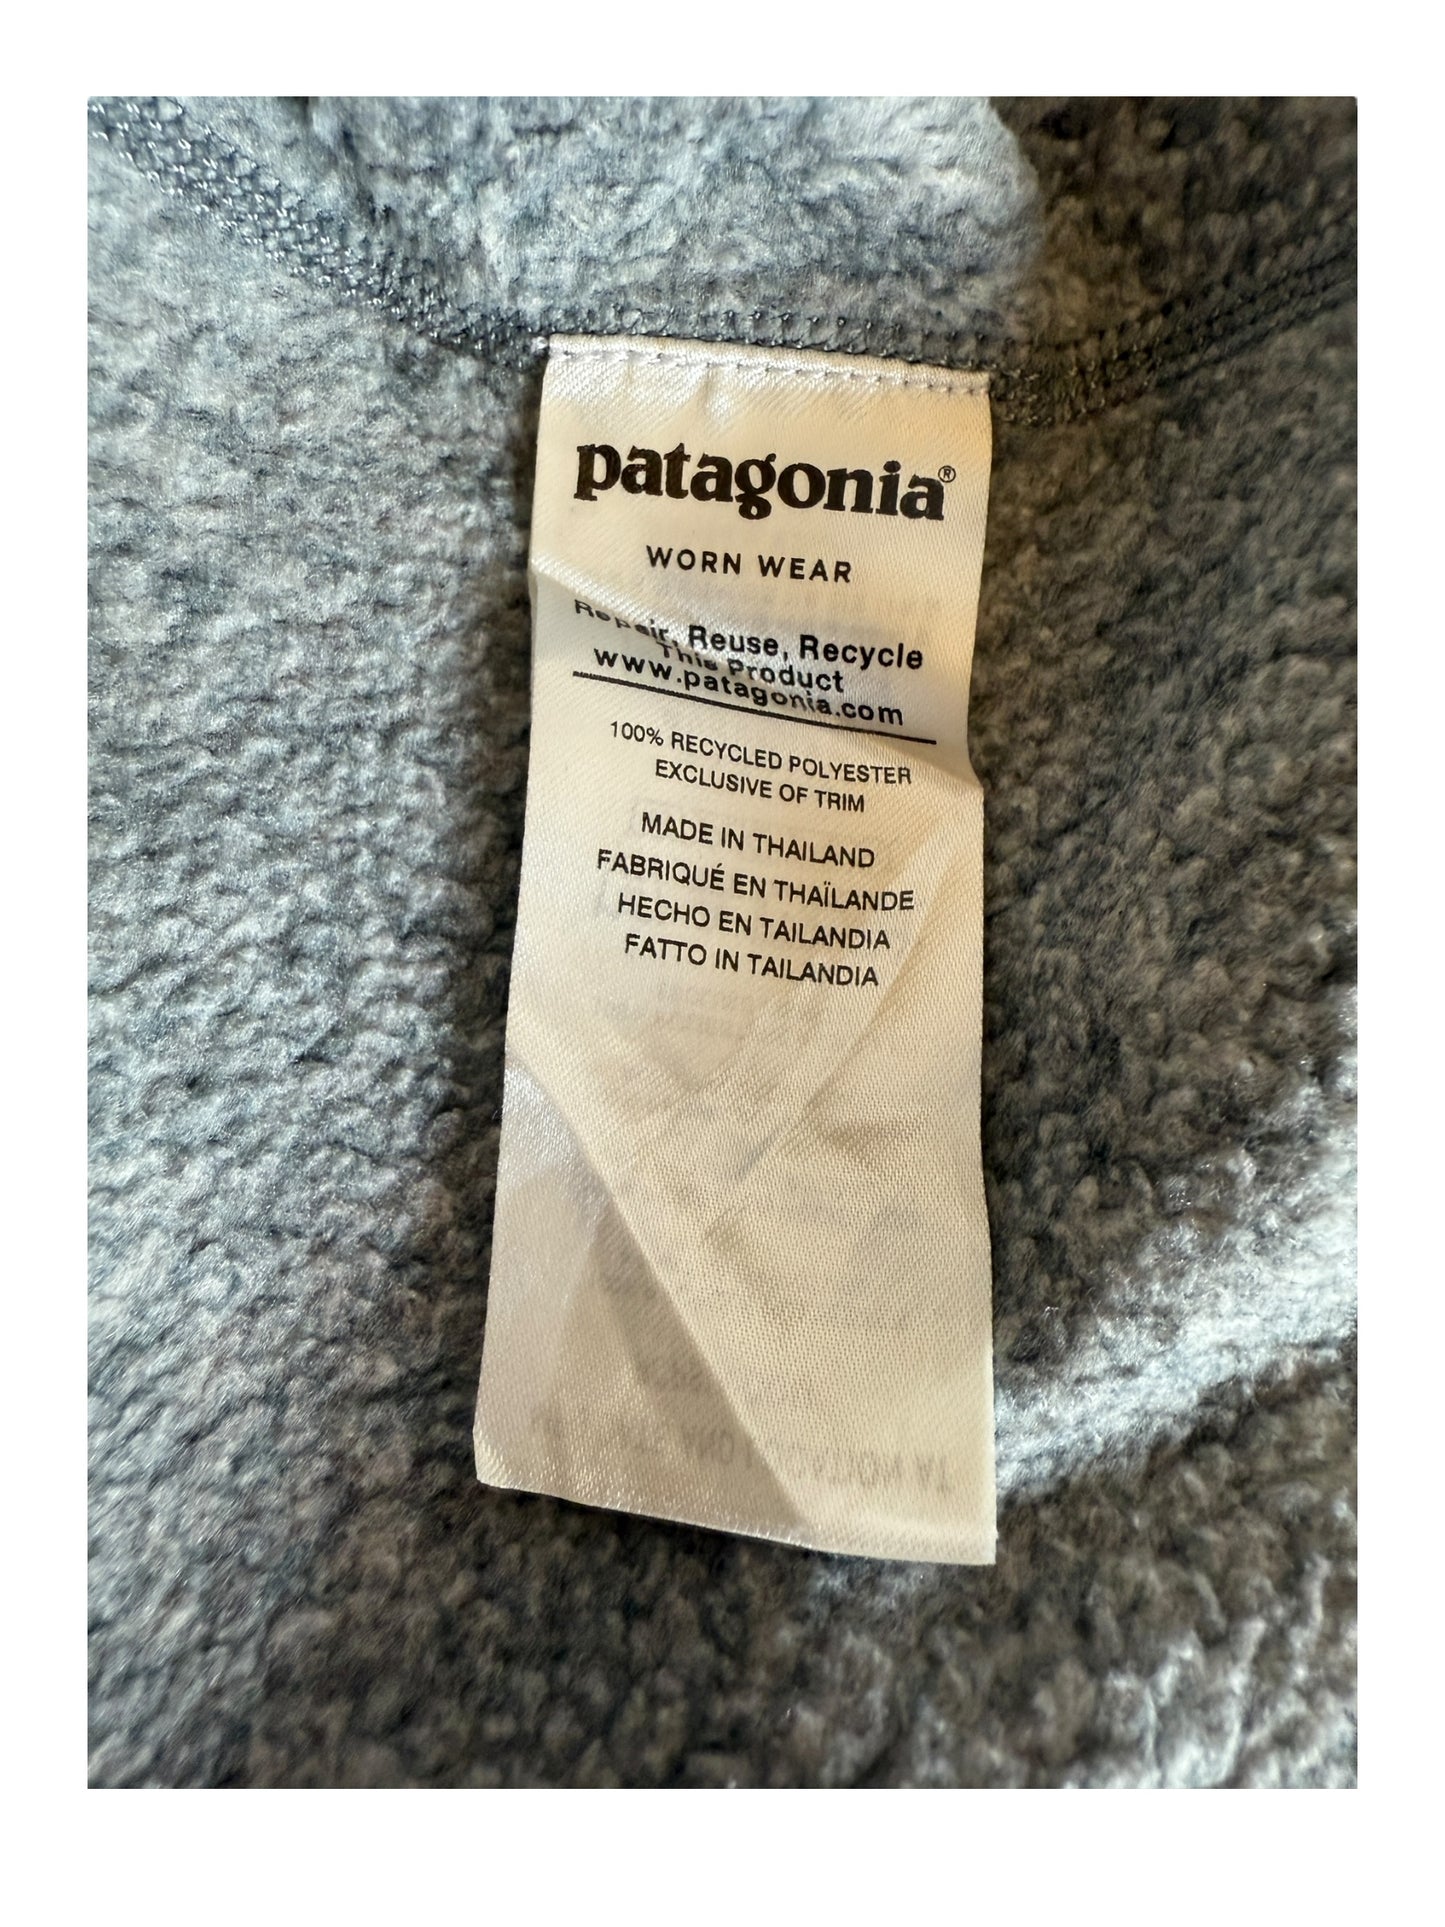 patagonia®
WORN WEAR
Repair, Reuse, Recycle
This Product
www.patagonia.com
100% RECYCLED POLYESTER
EXCLUSIVE OF TRIM
MADE IN THAILAND
FABRIQUÉ EN THAÏLANDE
HECHO EN TAILANDIA
FATTO IN TAILANDIA